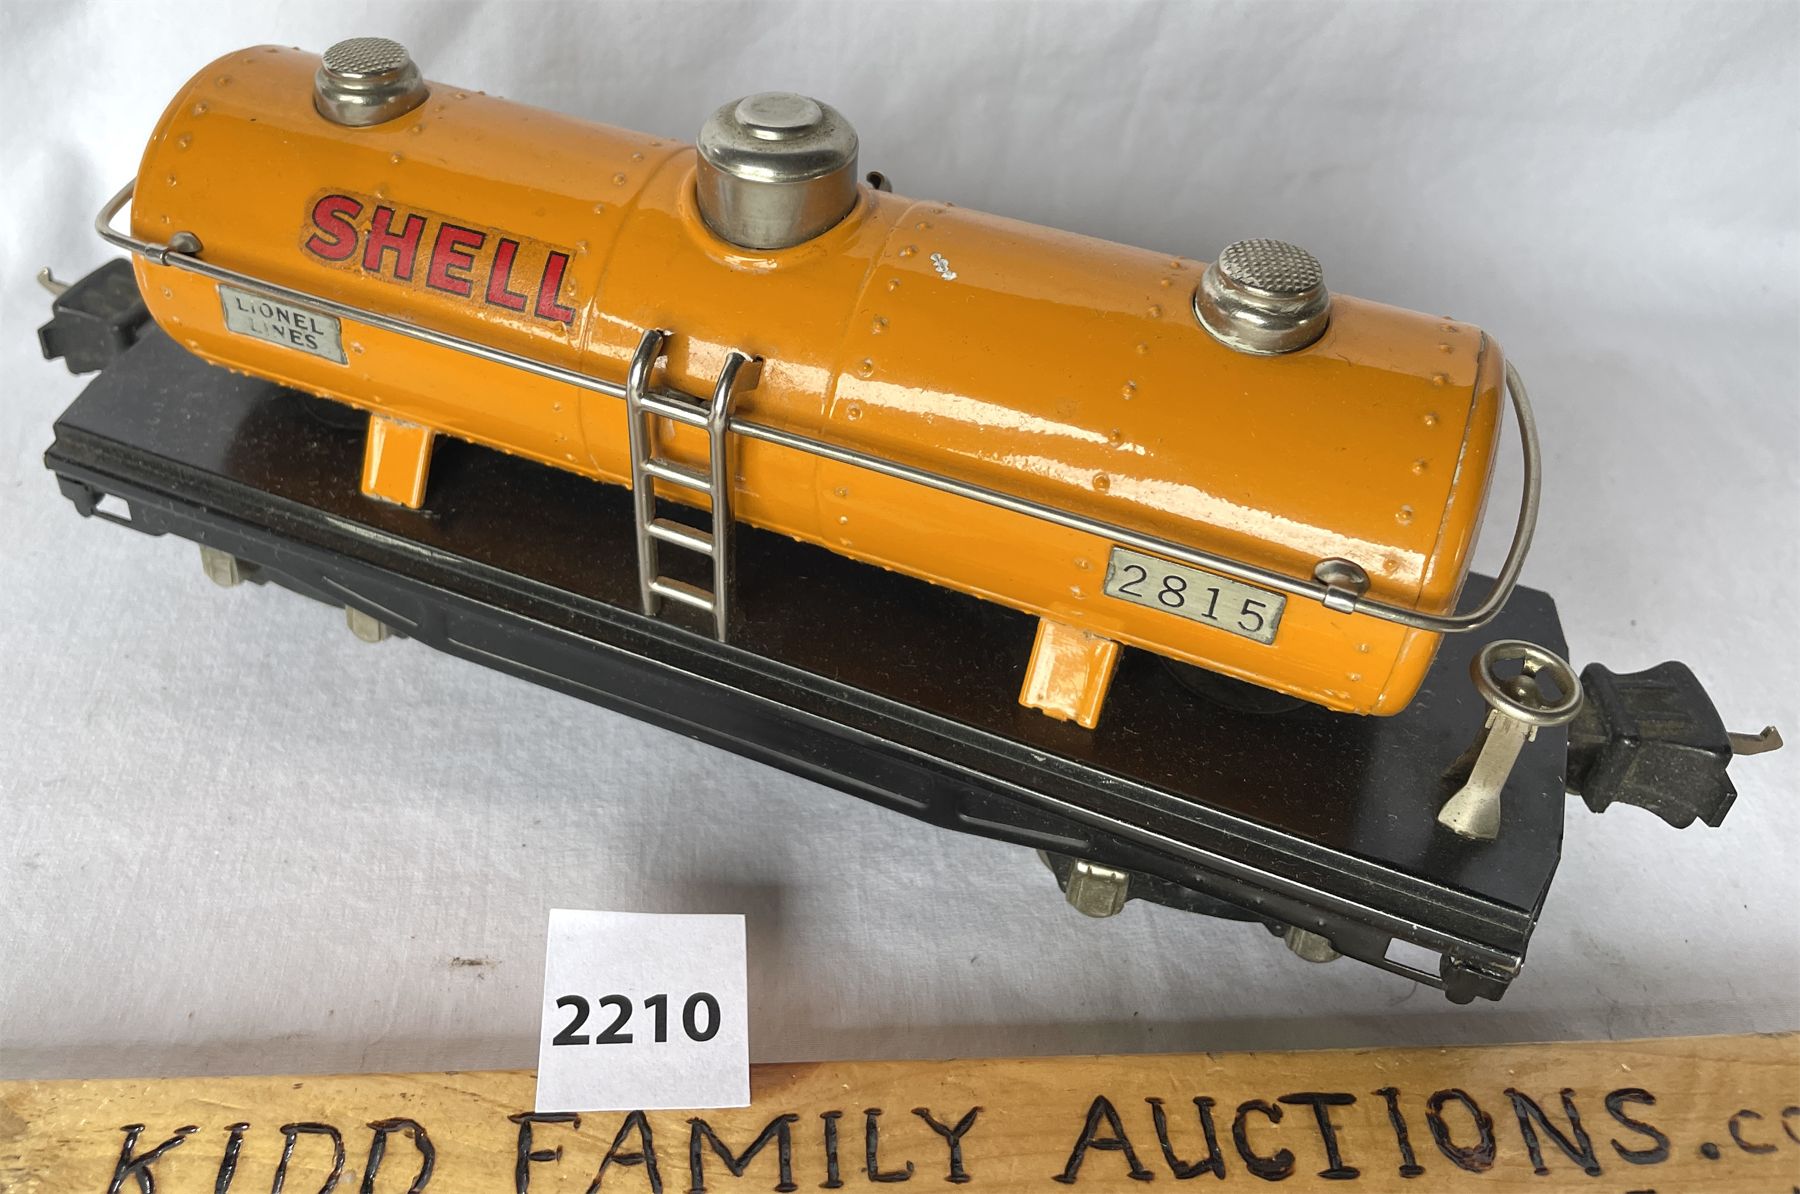 SHELL
LIONEL
LINES
2815
2210
KIDD FAMILY AUCTIONS.co